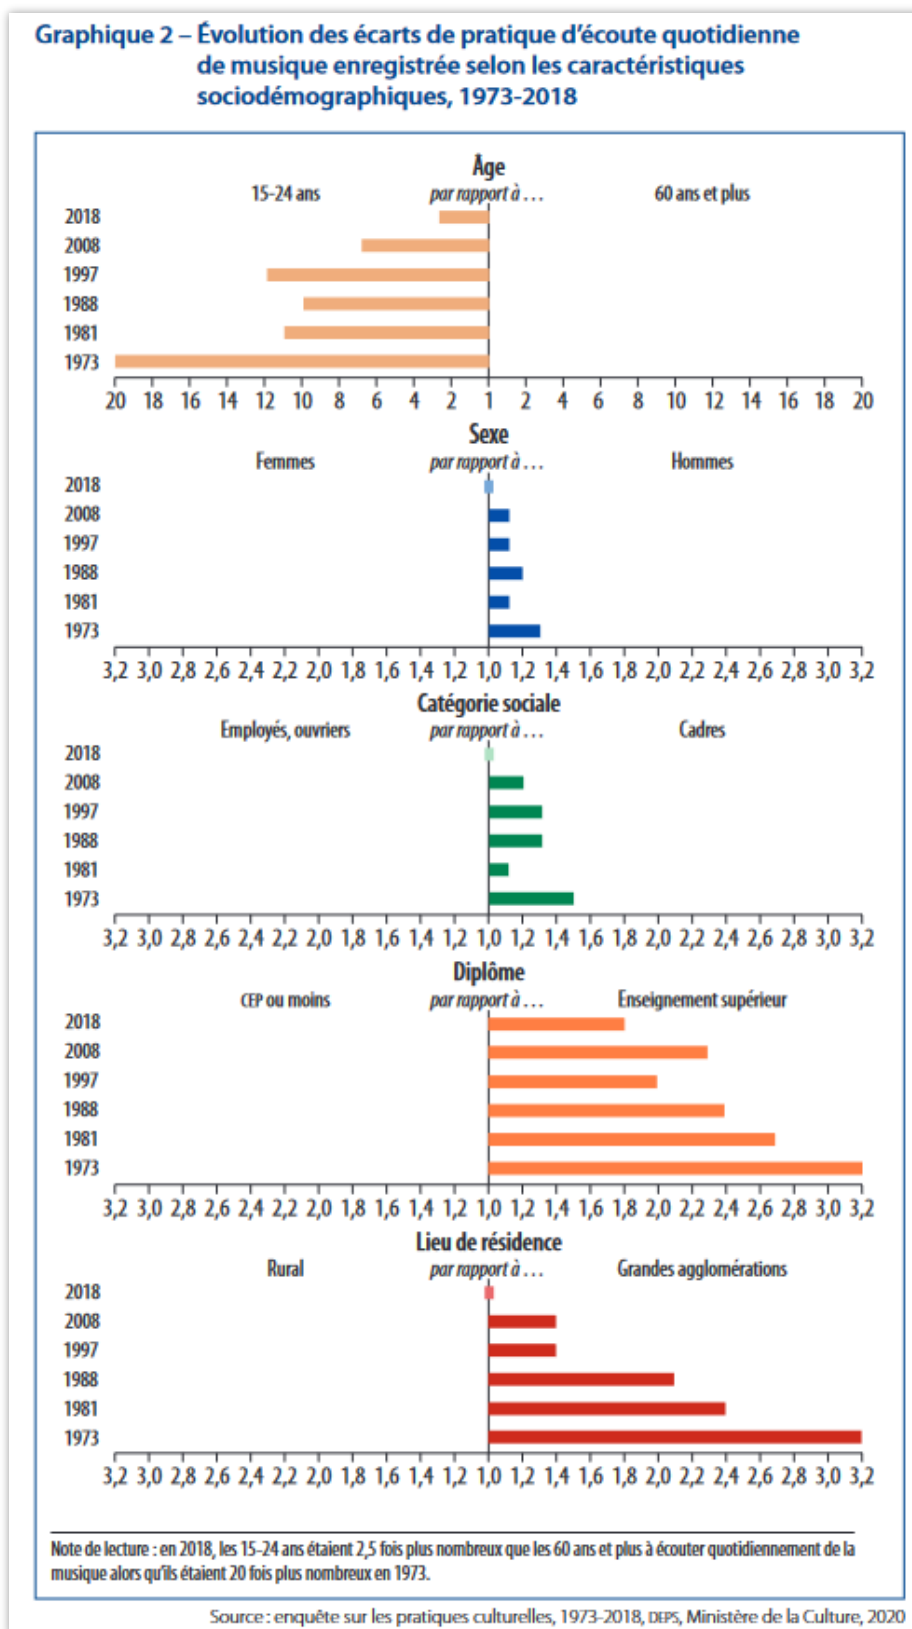 Graphique 2 – Évolution des écarts de pratique d’écoute quotidienne
de musique enregistrée selon les caractéristiques
sociodémographiques, 1973-2018
Âge
15-24 ans par rapport à … 60 ans et plus
2018
2008
1997
1988
1981
1973
20 18 16 14 12 10 8 6 4 2 1 2 4 6 8 10 12 14 16 18 20
Sexe
Femmes par rapport à … Hommes
2018
2008
1997
1988
1981
1973
3,2 3,0 2,8 2,6 2,4 2,2 2,0 1,8 1,6 1,4 1,2 1,0 1,2 1,4 1,6 1,8 2,0 2,2 2,4 2,6 2,8 3,0 3,2
Catégorie sociale
Employés, ouvriers par rapport à … Cadres
2018
2008
1997
1988
1981
1973
3,2 3,0 2,8 2,6 2,4 2,2 2,0 1,8 1,6 1,4 1,2 1,0 1,2 1,4 1,6 1,8 2,0 2,2 2,4 2,6 2,8 3,0 3,2
Diplôme
CEP ou moins par rapport à … Enseignement supérieur
2018
2008
1997
1988
1981
1973
3,2 3,0 2,8 2,6 2,4 2,2 2,0 1,8 1,6 1,4 1,2 1,0 1,2 1,4 1,6 1,8 2,0 2,2 2,4 2,6 2,8 3,0 3,2
Lieu de résidence
Rural par rapport à … Grandes agglomérations
2018
2008
1997
1988
1981
1973
3,2 3,0 2,8 2,6 2,4 2,2 2,0 1,8 1,6 1,4 1,2 1,0 1,2 1,4 1,6 1,8 2,0 2,2 2,4 2,6 2,8 3,0 3,2
Note de lecture : en 2018, les 15-24 ans étaient 2,5 fois plus nombreux que les 60 ans et plus à écouter quotidiennement de la
musique alors qu’ils étaient 20 fois plus nombreux en 1973.
Source : enquête sur les pratiques culturelles, 1973-2018, DEPS, Ministère de la Culture, 2020